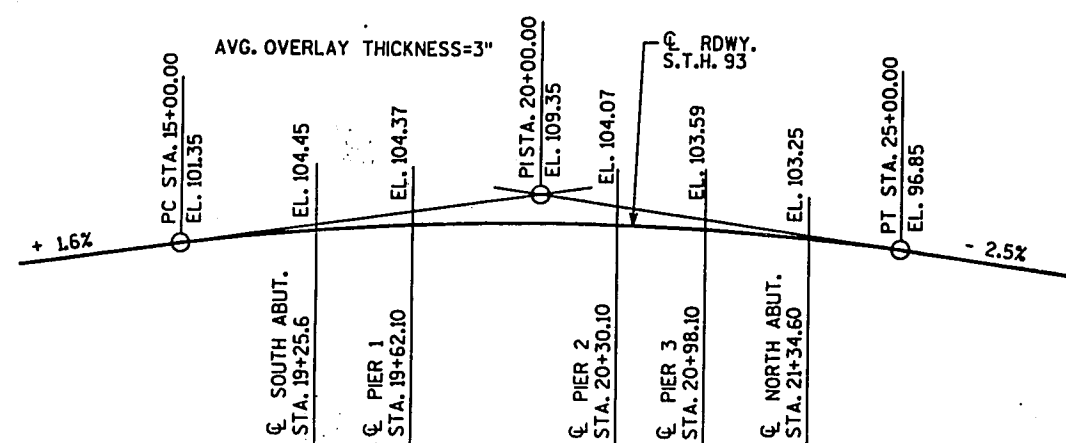 AVG. OVERLAY THICKNESS=3"
℄ RDWY.
S.T.H. 93
PC STA. 15+00.00
EL. 101.35
EL. 104.45
EL. 104.37
PI STA. 20+00.00
EL. 109.35
EL. 104.07
EL. 103.59
EL. 103.25
PT STA. 25+00.00
EL. 96.85
+ 1.6%
- 2.5%
℄ SOUTH ABUT.
STA. 19+25.6
℄ PIER 1
STA. 19+62.10
℄ PIER 2
STA. 20+30.10
℄ PIER 3
STA. 20+98.10
℄ NORTH ABUT.
STA. 21+34.60